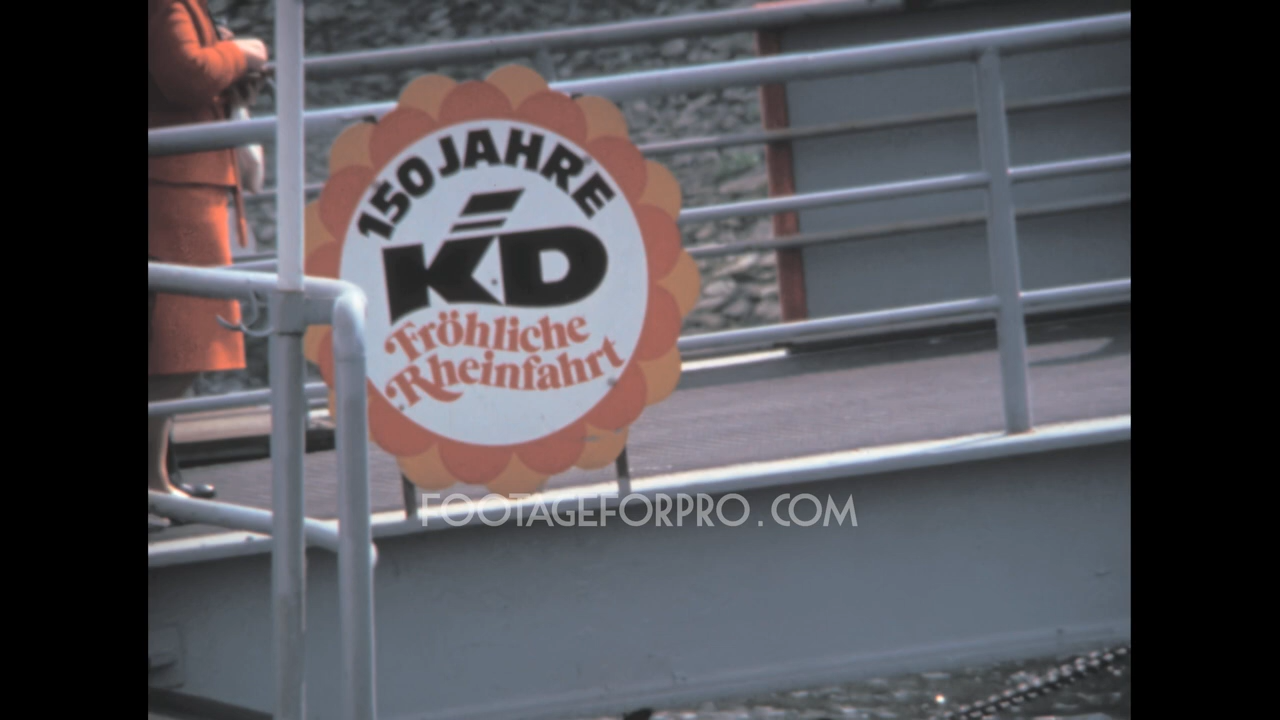 150 JAHRE
KD
Fröhliche
Rheinfahrt
FOOTAGEFORPRO.COM